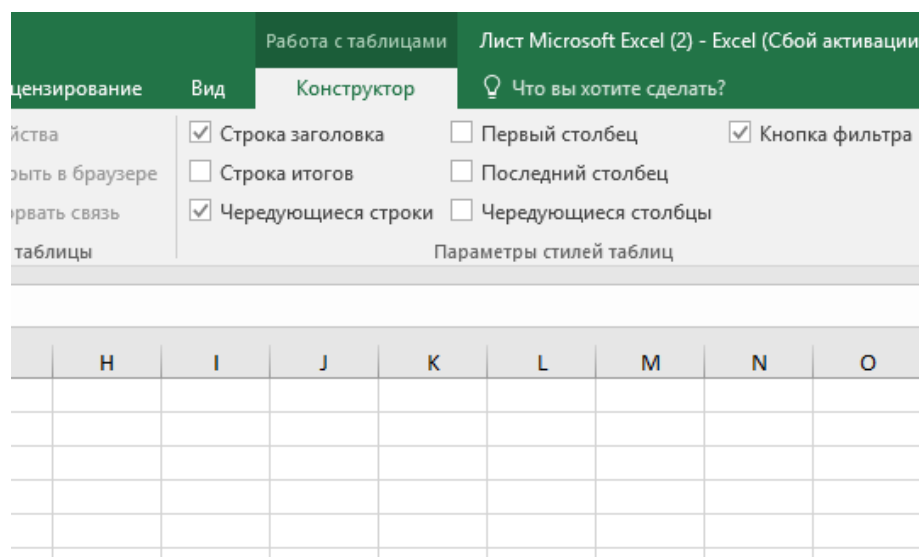 Работа с таблицами Лист Microsoft Excel (2) - Excel (Сбой активации
цензирование Вид Конструктор Что вы хотите сделать?
йства Строка заголовка Первый столбец Кнопка фильтра
рыть в браузере Строка итогов Последний столбец
орвать связь Чередующиеся строки Чередующиеся столбцы
таблицы Параметры стилей таблиц
H I J K L M N O